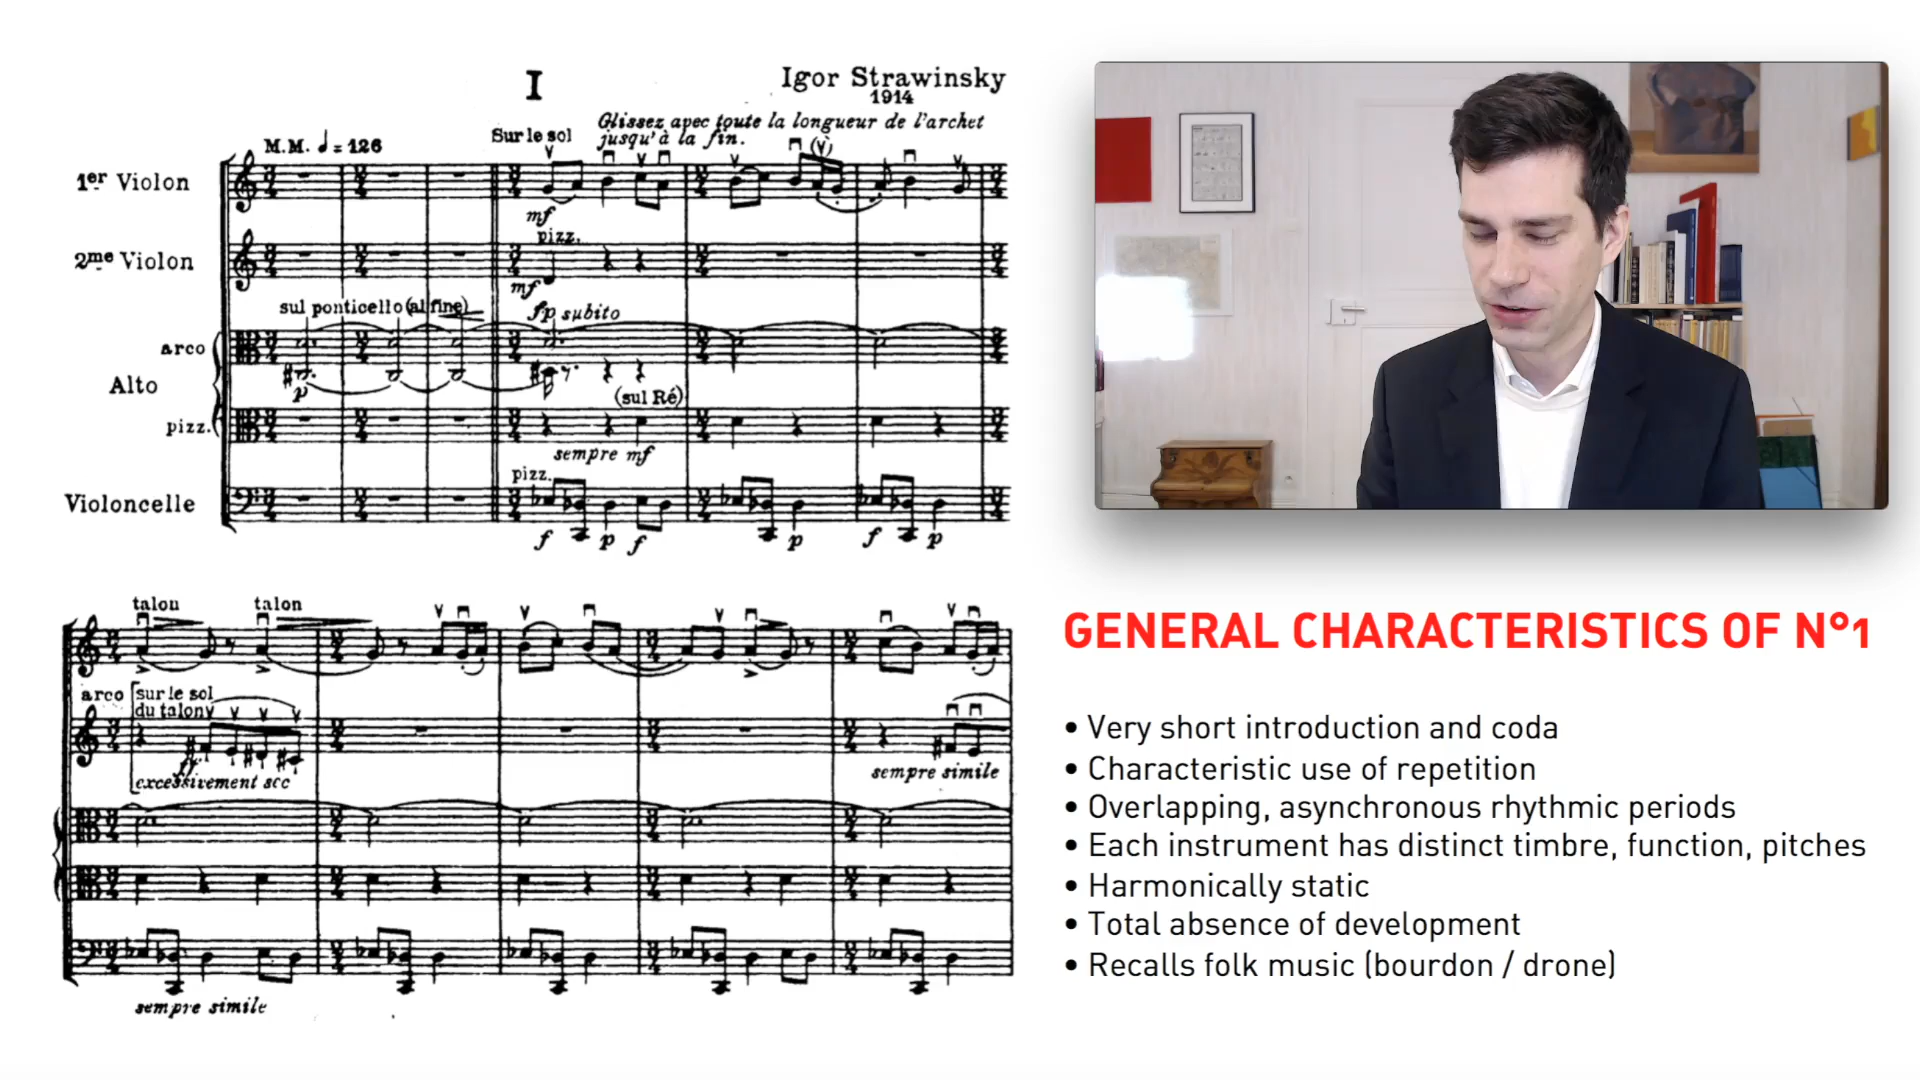 I
Igor Strawinsky
1914
M.M. ♩= 126
Sur le sol
Glissez avec toute la longueur de l'archet
jusqu'à la fin.
1er Violon
mf
pizz.
2me Violon
mf
sul ponticello (al fine)
fp subito
arco
Alto
p
(sul Ré)
pizz.
sempre mf
pizz.
Violoncelle
f p f p f p
talon talon
arco
sur le sol
du talon
ff
excessivement sec
sempre simile
sempre simile
GENERAL CHARACTERISTICS OF N°1
• Very short introduction and coda
• Characteristic use of repetition
• Overlapping, asynchronous rhythmic periods
• Each instrument has distinct timbre, function, pitches
• Harmonically static
• Total absence of development
• Recalls folk music (bourdon / drone)